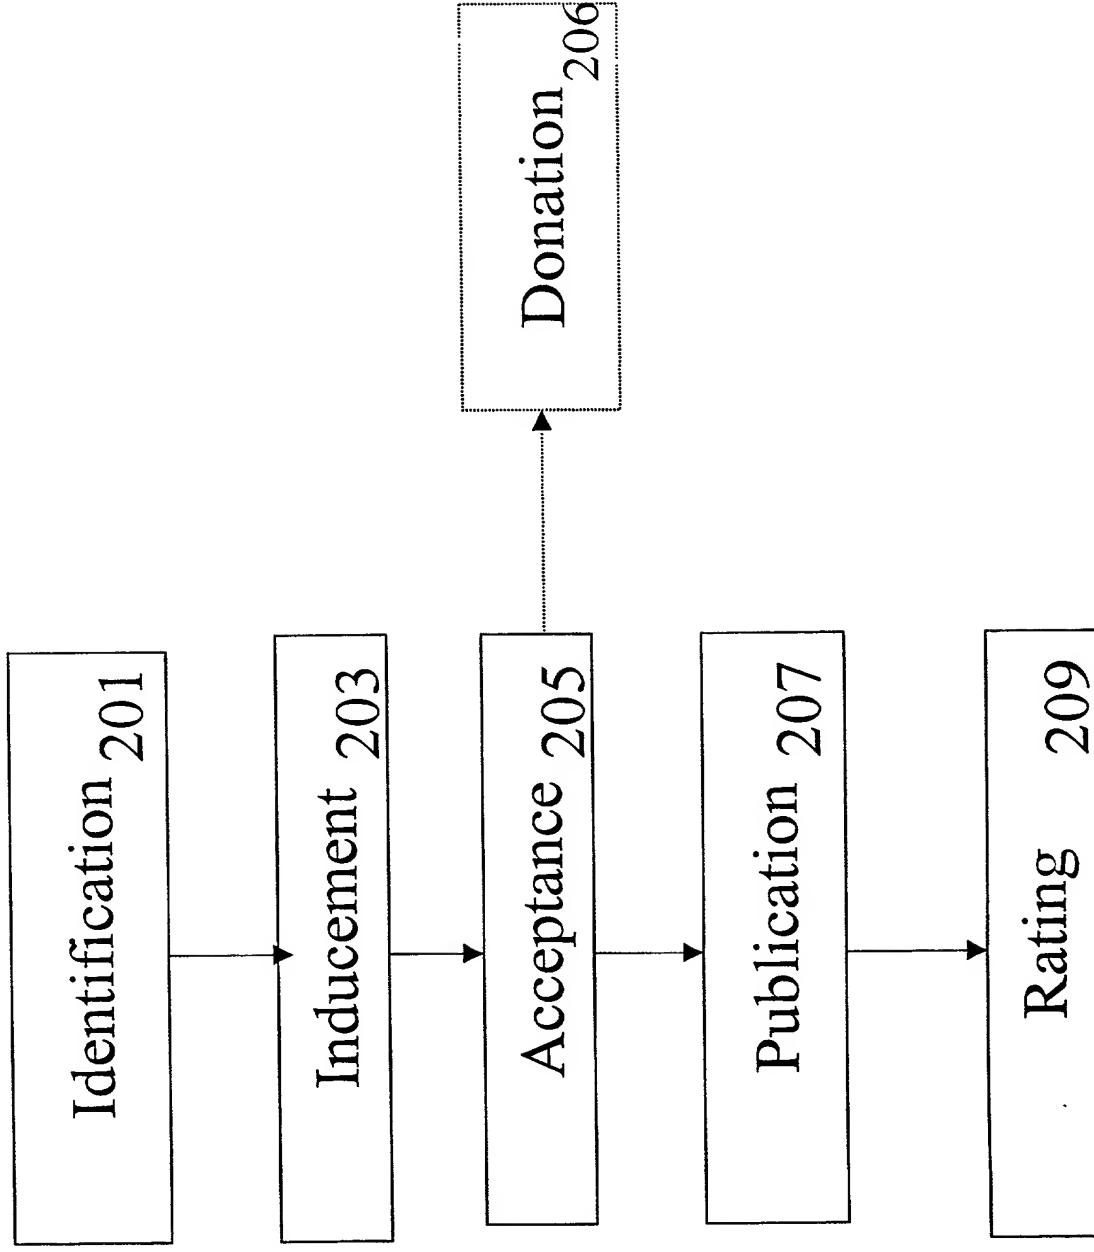 Identification 201
Inducement 203
Acceptance 205
Donation 206
Publication 207
Rating 209